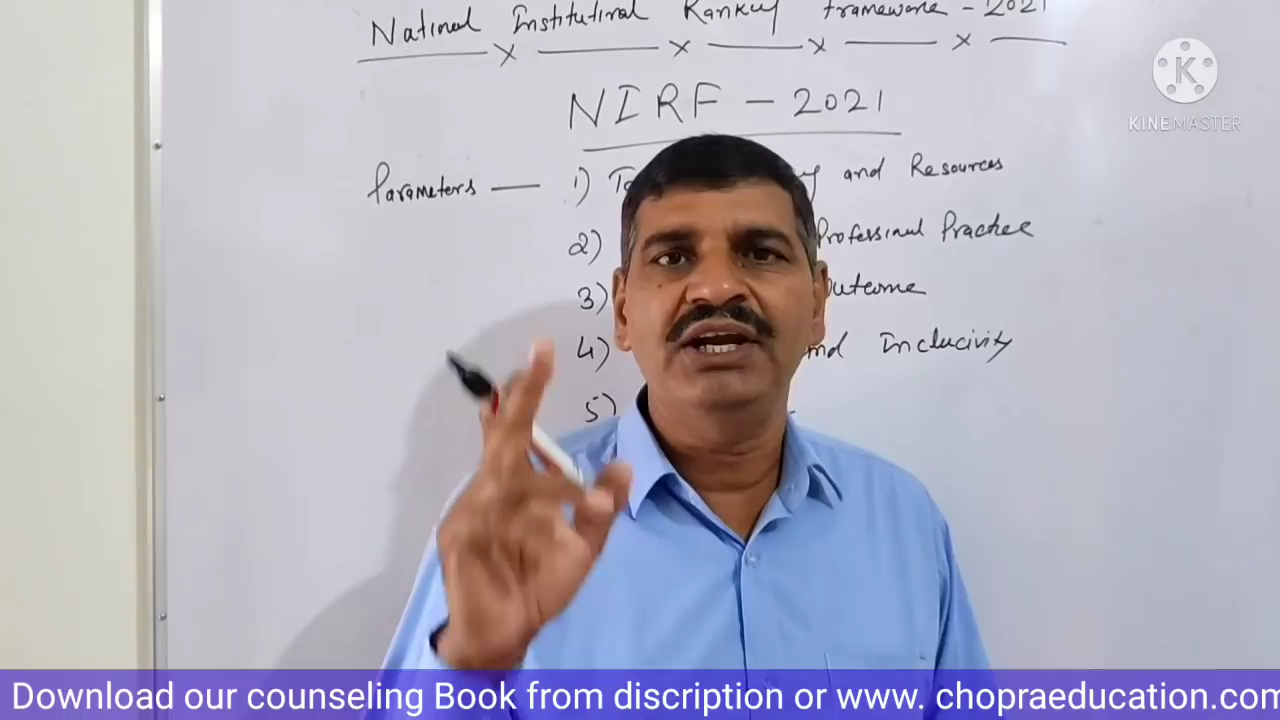 National Institutional Ranking Framework - 2021
NIRF - 2021
KINEMASTER
Parameters — 1) and Resources
2) Professional Practice
3) Outcome
4) and Inclucivity
5)
Download our counseling Book from discription or www. chopraeducation.com